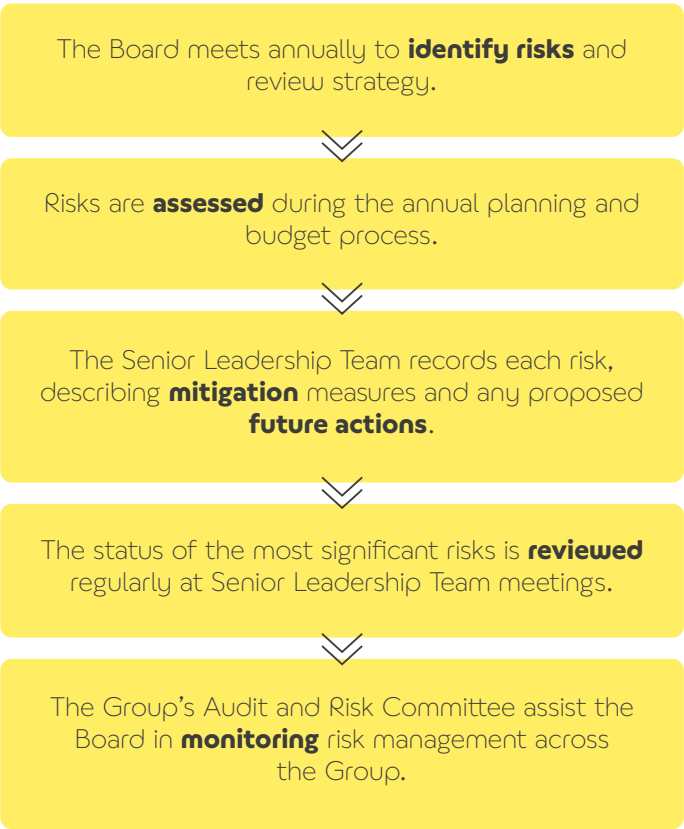 The Board meets annually to identify risks and
review strategy.
Risks are assessed during the annual planning and
budget process.
The Senior Leadership Team records each risk,
describing mitigation measures and any proposed
future actions.
The status of the most significant risks is reviewed
regularly at Senior Leadership Team meetings.
The Group’s Audit and Risk Committee assist the
Board in monitoring risk management across
the Group.